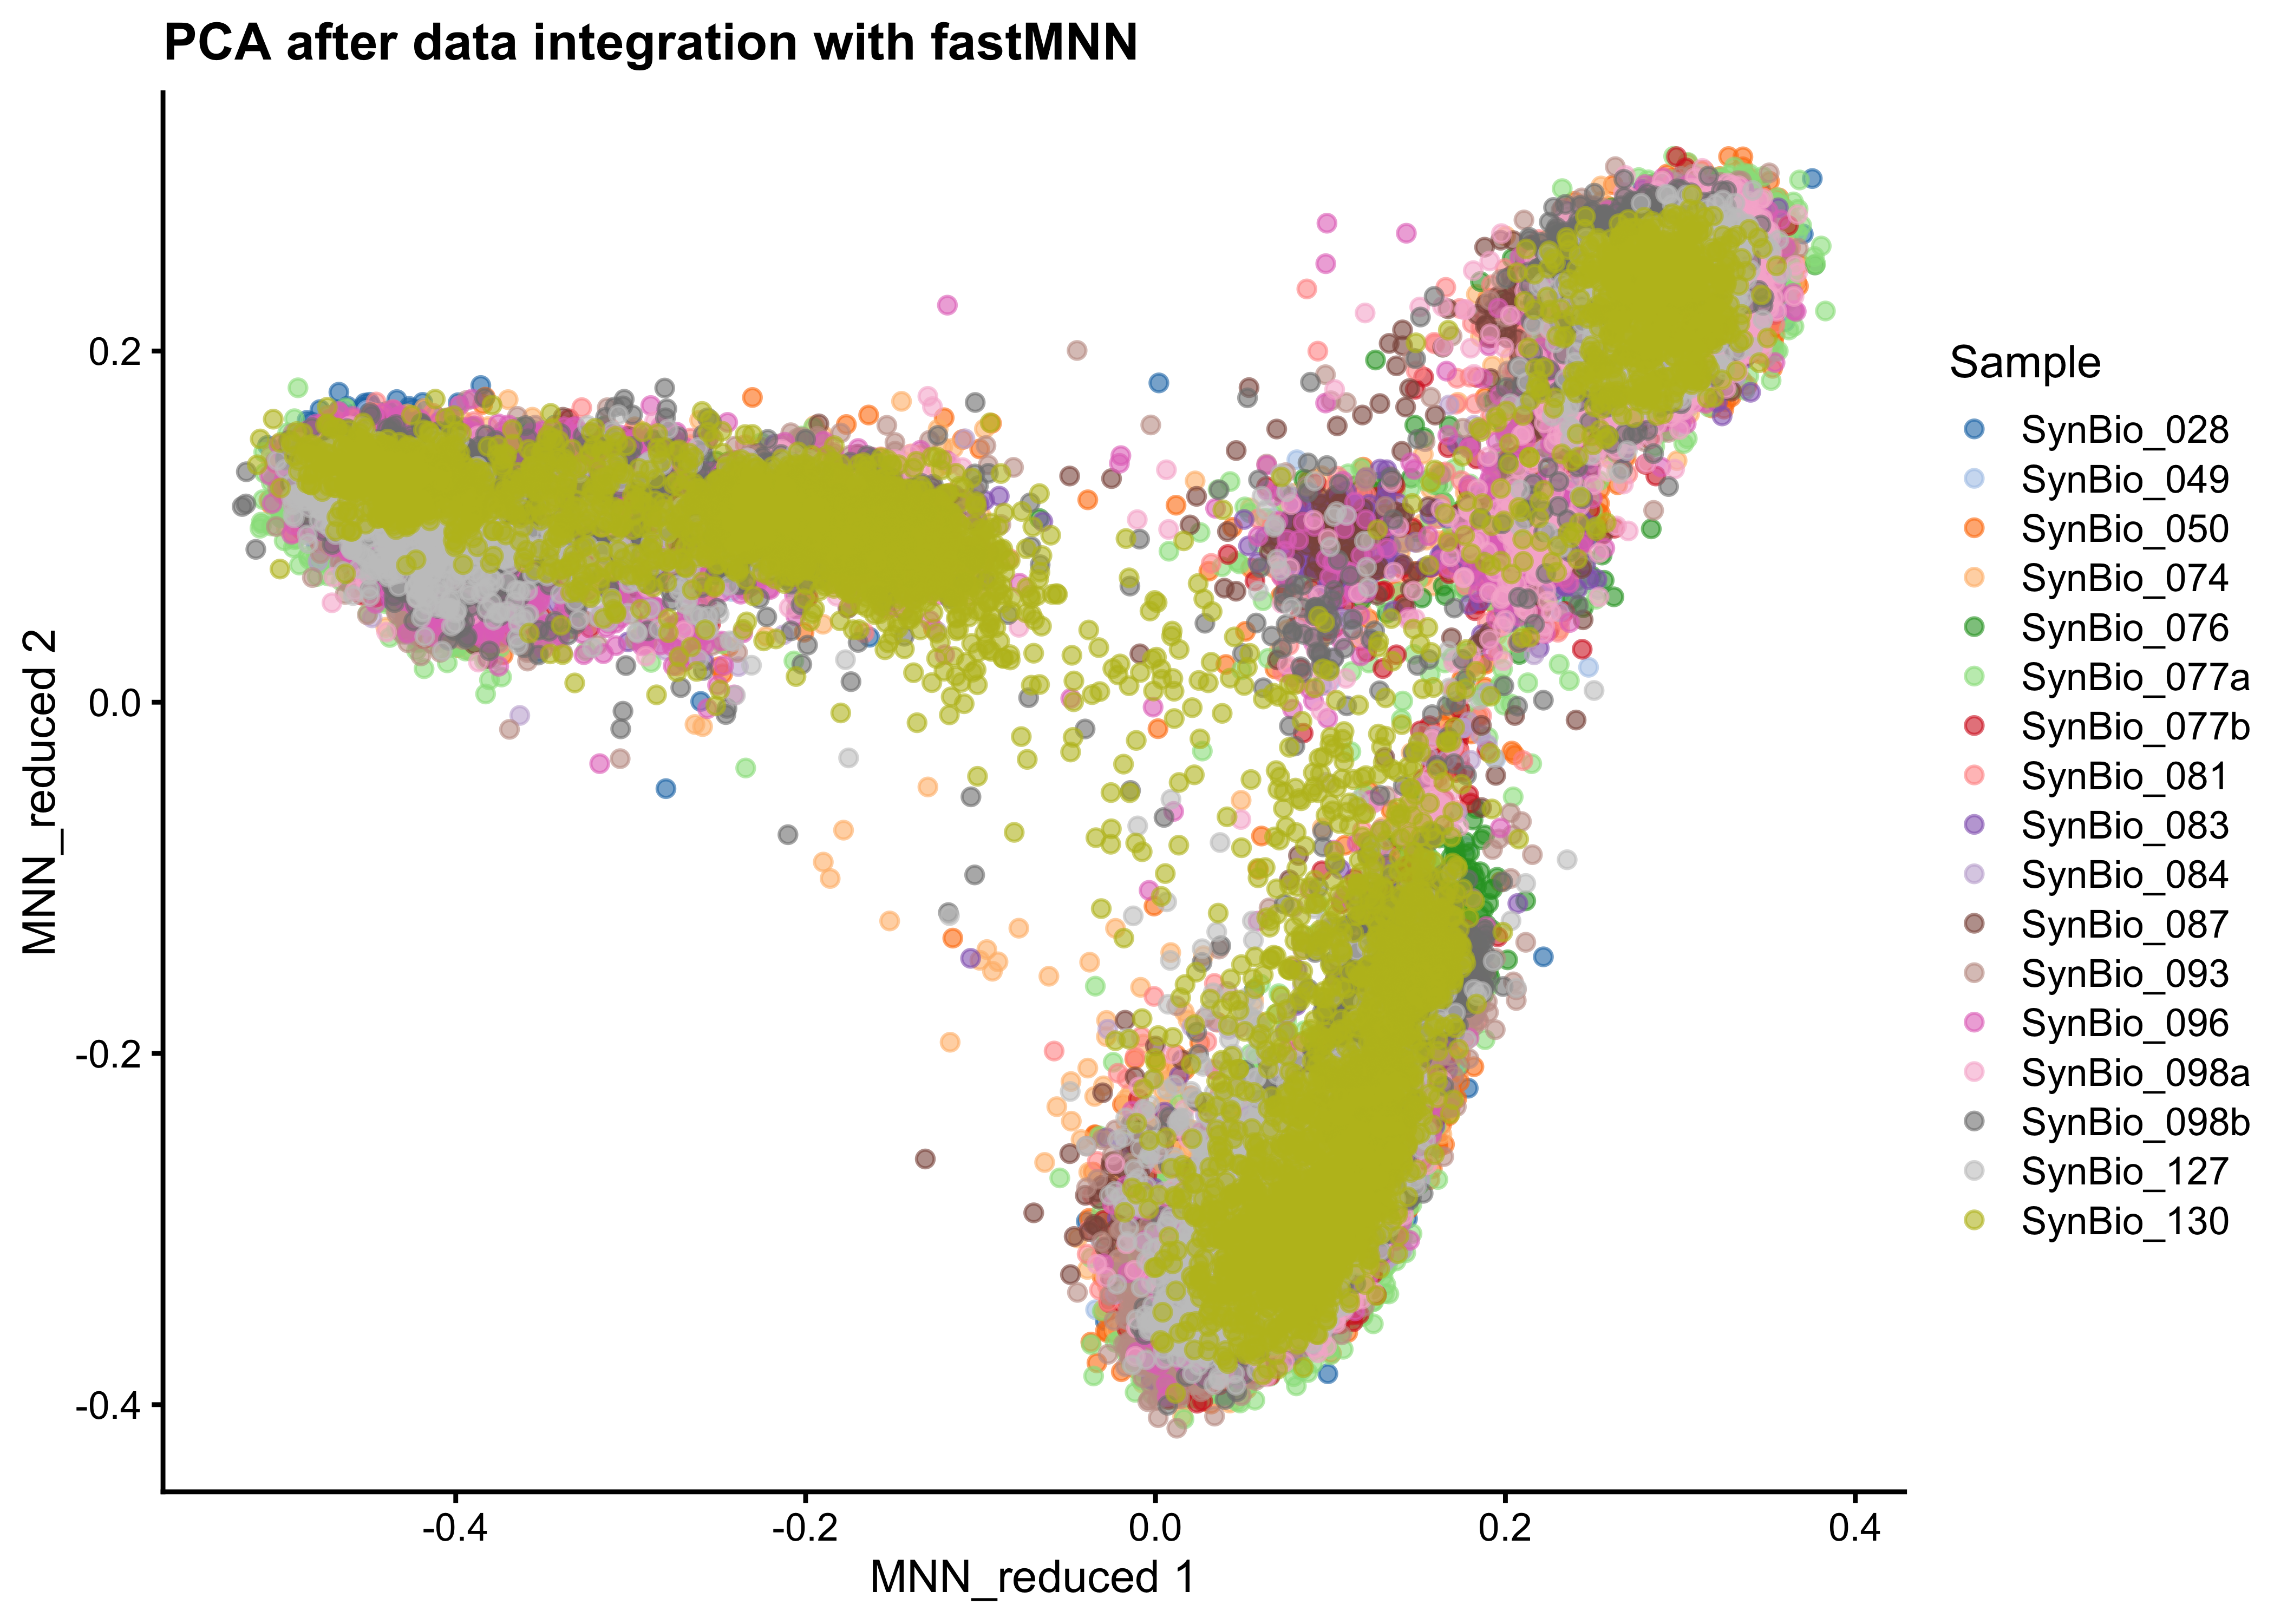 PCA after data integration with fastMNN
MNN_reduced 2
0.2
0.0
-0.2
-0.4
-0.4
-0.2
0.0
0.2
0.4
MNN_reduced 1
Sample
SynBio_028
SynBio_049
SynBio_050
SynBio_074
SynBio_076
SynBio_077a
SynBio_077b
SynBio_081
SynBio_083
SynBio_084
SynBio_087
SynBio_093
SynBio_096
SynBio_098a
SynBio_098b
SynBio_127
SynBio_130